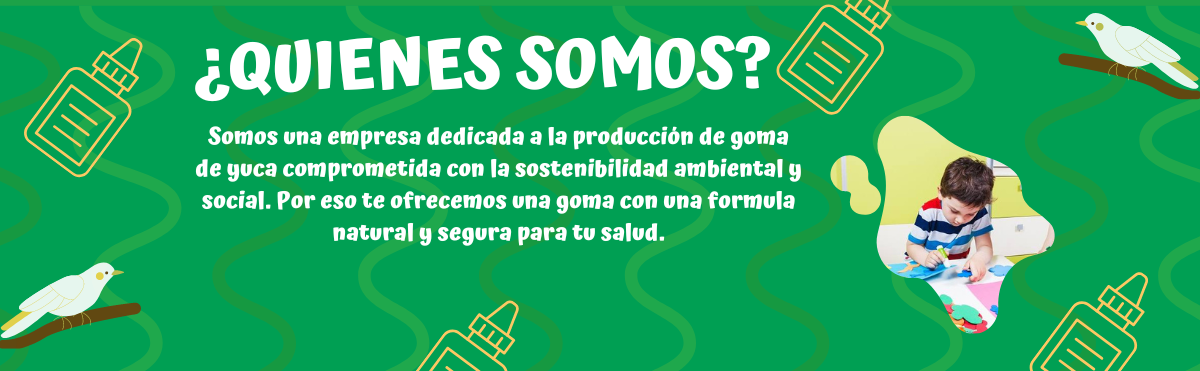 ¿QUIENES SOMOS?
Somos una empresa dedicada a la producción de goma
de yuca comprometida con la sostenibilidad ambiental y
social. Por eso te ofrecemos una goma con una formula
natural y segura para tu salud.